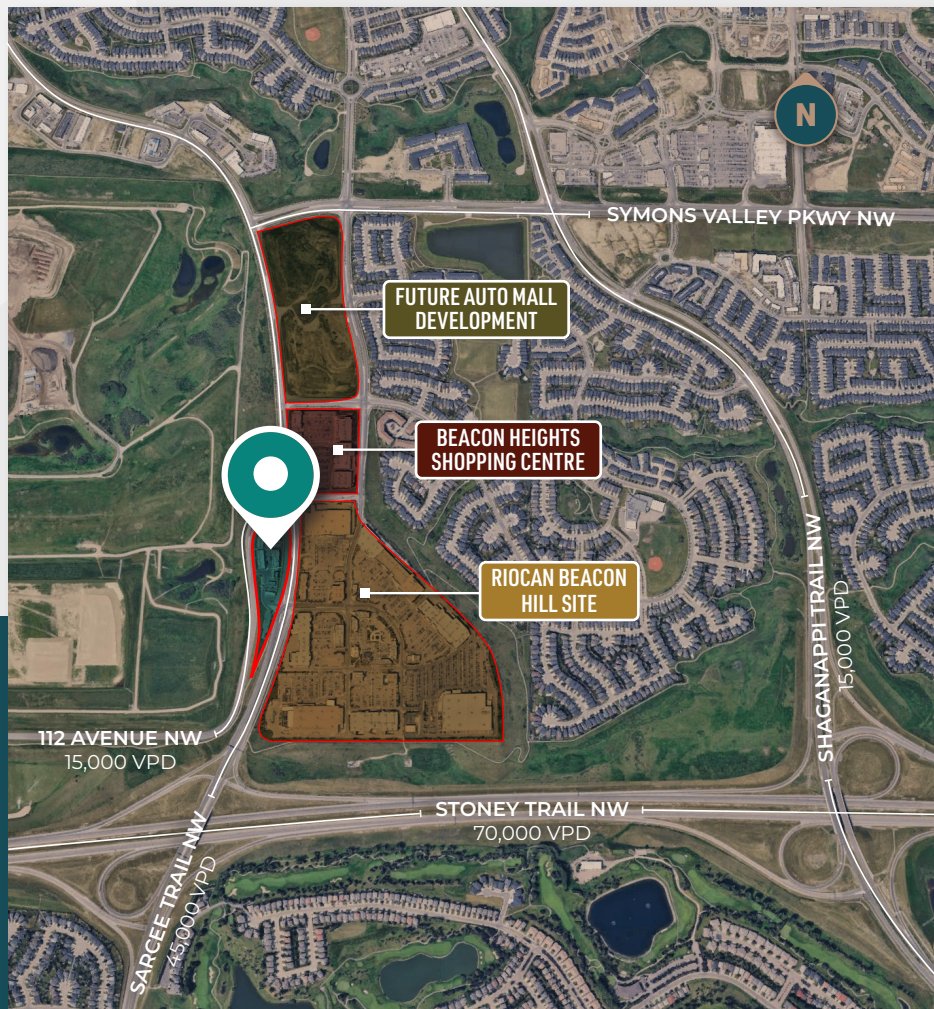 N
SYMONS VALLEY PKWY NW
FUTURE AUTO MALL
DEVELOPMENT
BEACON HEIGHTS
SHOPPING CENTRE
RIOCAN BEACON
HILL SITE
SHAGANAPPI TRAIL NW
15,000 VPD
112 AVENUE NW
15,000 VPD
STONEY TRAIL NW
70,000 VPD
SARCEE TRAIL NW
45,000 VPD